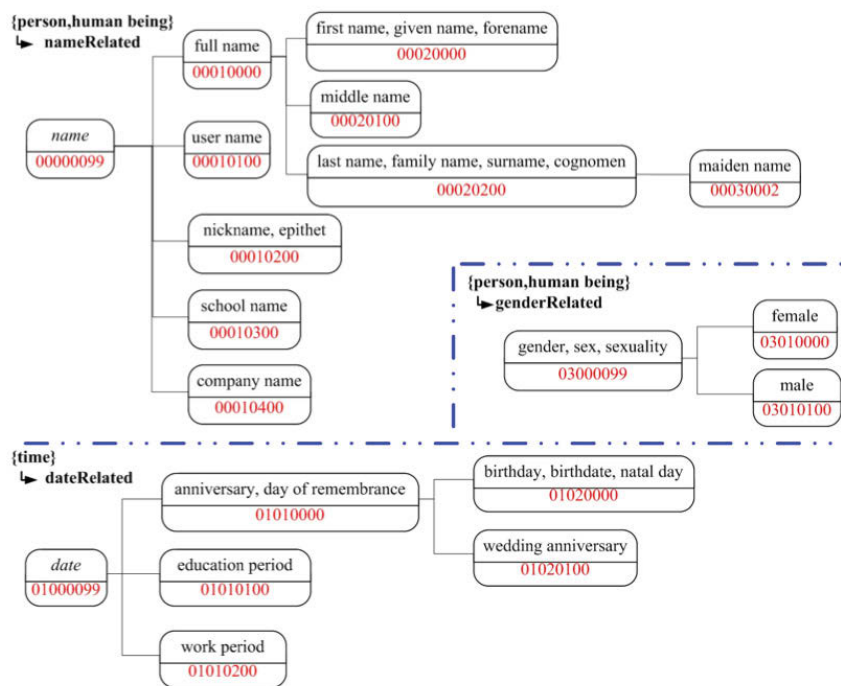 {person,human being}
nameRelated
name
00000099
full name
00010000
first name, given name, forename
00020000
middle name
00020100
last name, family name, surname, cognomen
00020200
maiden name
00030002
user name
00010100
nickname, epithet
00010200
school name
00010300
company name
00010400
{person,human being}
genderRelated
gender, sex, sexuality
03000099
female
03010000
male
03010100
{time}
dateRelated
date
01000099
anniversary, day of remembrance
01010000
birthday, birthdate, natal day
01020000
wedding anniversary
01020100
education period
01010100
work period
01010200